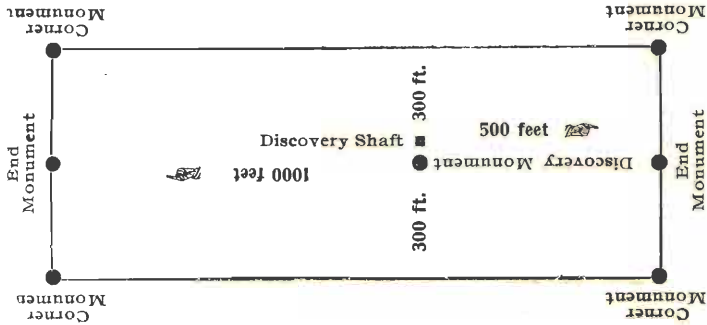 Corner
Monument
Corner
Monument
300 ft.
500 feet
Discovery Shaft
End
Monument
1000 feet
Discovery Monument
End
Monument
300 ft.
Corner
Monumen
Corner
Monument